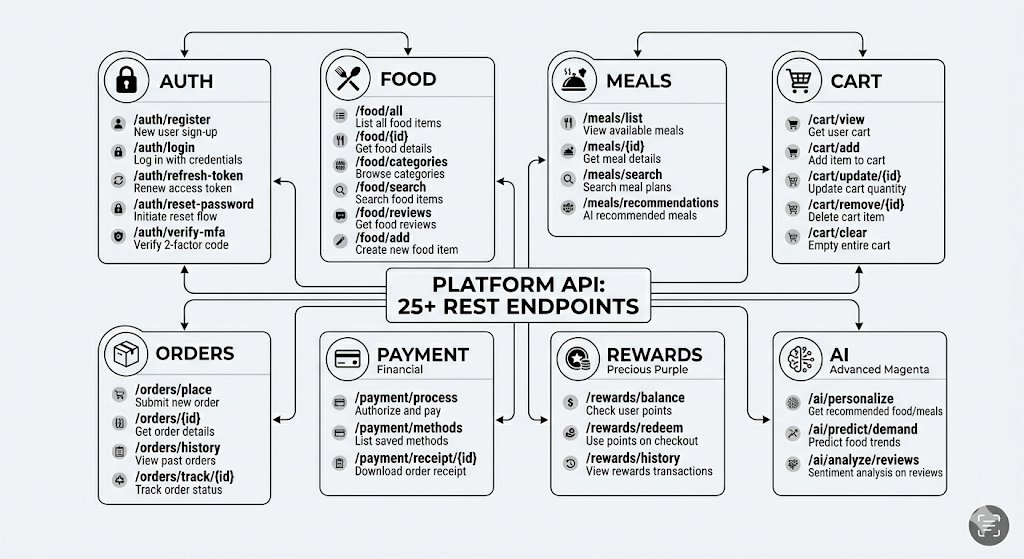 AUTH
/auth/register
New user sign-up
/auth/login
Log in with credentials
/auth/refresh-token
Renew access token
/auth/reset-password
Initiate reset flow
/auth/verify-mfa
Verify 2-factor code
FOOD
/food/all
List all food items
/food/{id}
Get food details
/food/categories
Browse categories
/food/search
Search food items
/food/reviews
Get food reviews
/food/add
Create new food item
MEALS
/meals/list
View available meals
/meals/{id}
Get meal details
/meals/search
Search meal plans
/meals/recommendations
AI recommended meals
CART
/cart/view
Get user cart
/cart/add
Add item to cart
/cart/update/{id}
Update cart quantity
/cart/remove/{id}
Delete cart item
/cart/clear
Empty entire cart
PLATFORM API:
25+ REST ENDPOINTS
ORDERS
/orders/place
Submit new order
/orders/{id}
Get order details
/orders/history
View past orders
/orders/track/{id}
Track order status
PAYMENT
Financial
/payment/process
Authorize and pay
/payment/methods
List saved methods
/payment/receipt/{id}
Download order receipt
REWARDS
Precious Purple
/rewards/balance
Check user points
/rewards/redeem
Use points on checkout
/rewards/history
View rewards transactions
AI
Advanced Magenta
/ai/personalize
Get recommended food/meals
/ai/predict/demand
Predict food trends
/ai/analyze/reviews
Sentiment analysis on reviews